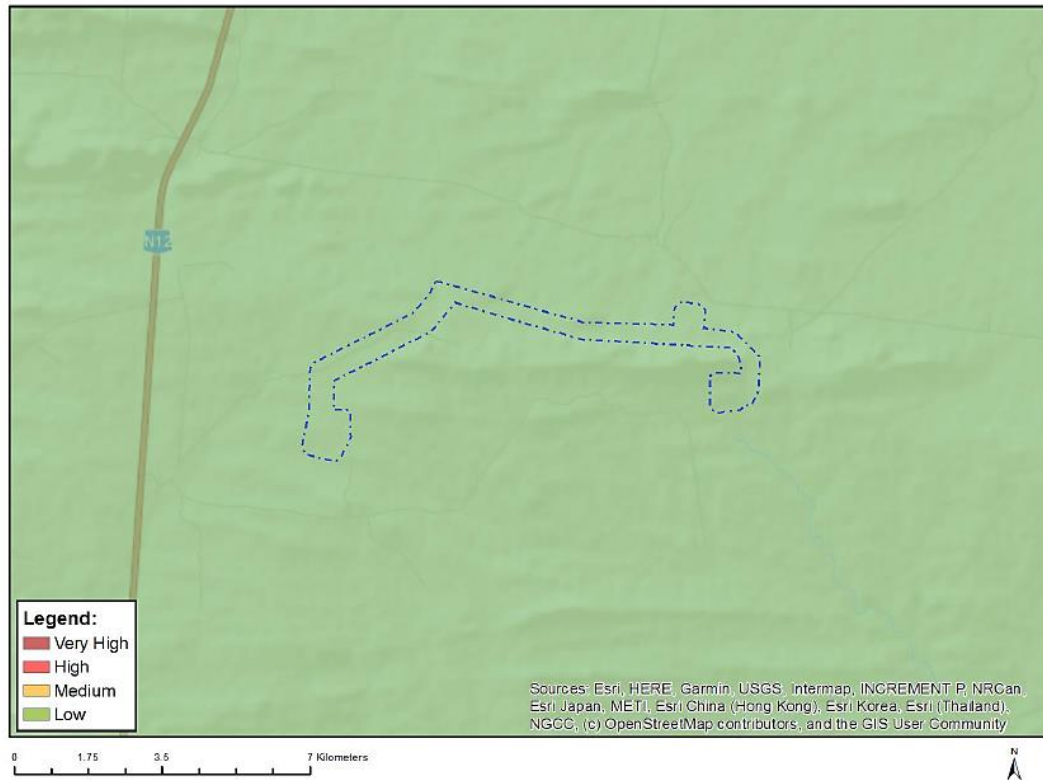 N12
Legend:
Very High
High
Medium
Low
Sources: Esri, HERE, Garmin, USGS, Intermap, INCREMENT P, NRCan,
Esri Japan, METI, Esri China (Hong Kong), Esri Korea, Esri (Thailand),
NGCC, (c) OpenStreetMap contributors, and the GIS User Community
0 1.75 3.5 7 Kilometers
N